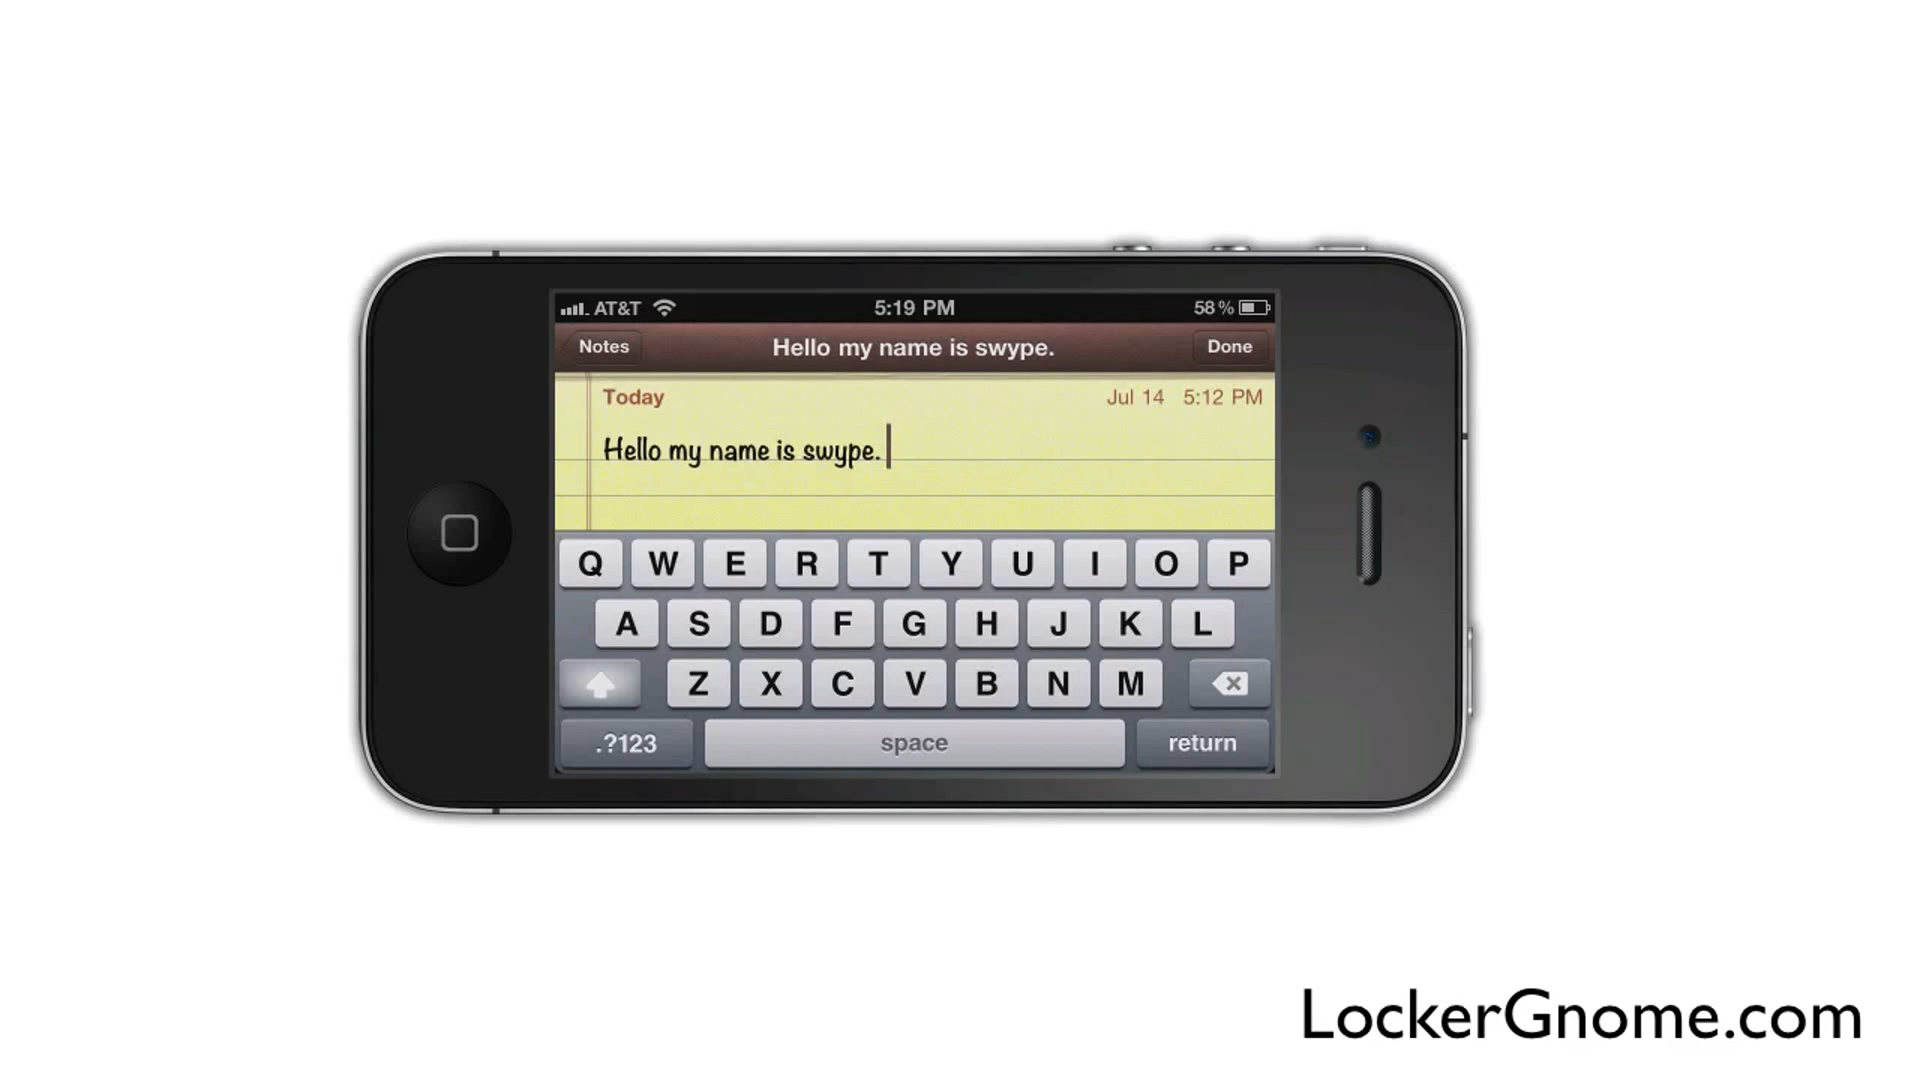 AT&T 5:19 PM 58%
Notes Hello my name is swype. Done
Today Jul 14 5:12 PM
Hello my name is swype.
Q W E R T Y U I O P
A S D F G H J K L
Z X C V B N M
.?123 space return
LockerGnome.com